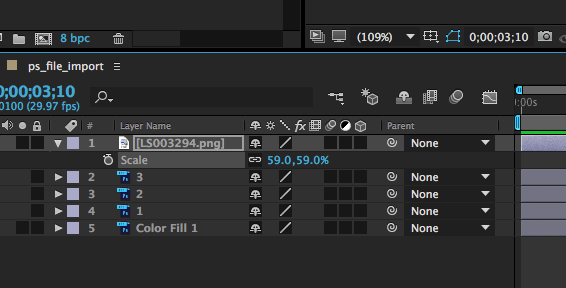 8 bpc
(109%)
0;00;03;10
ps_file_import
0;00;03;10
0100 (29.97 fps)
:00s
# Layer Name
Parent
1 [LS003294.png] None
Scale 59.0,59.0%
2 3 None
3 2 None
4 1 None
5 Color Fill 1 None